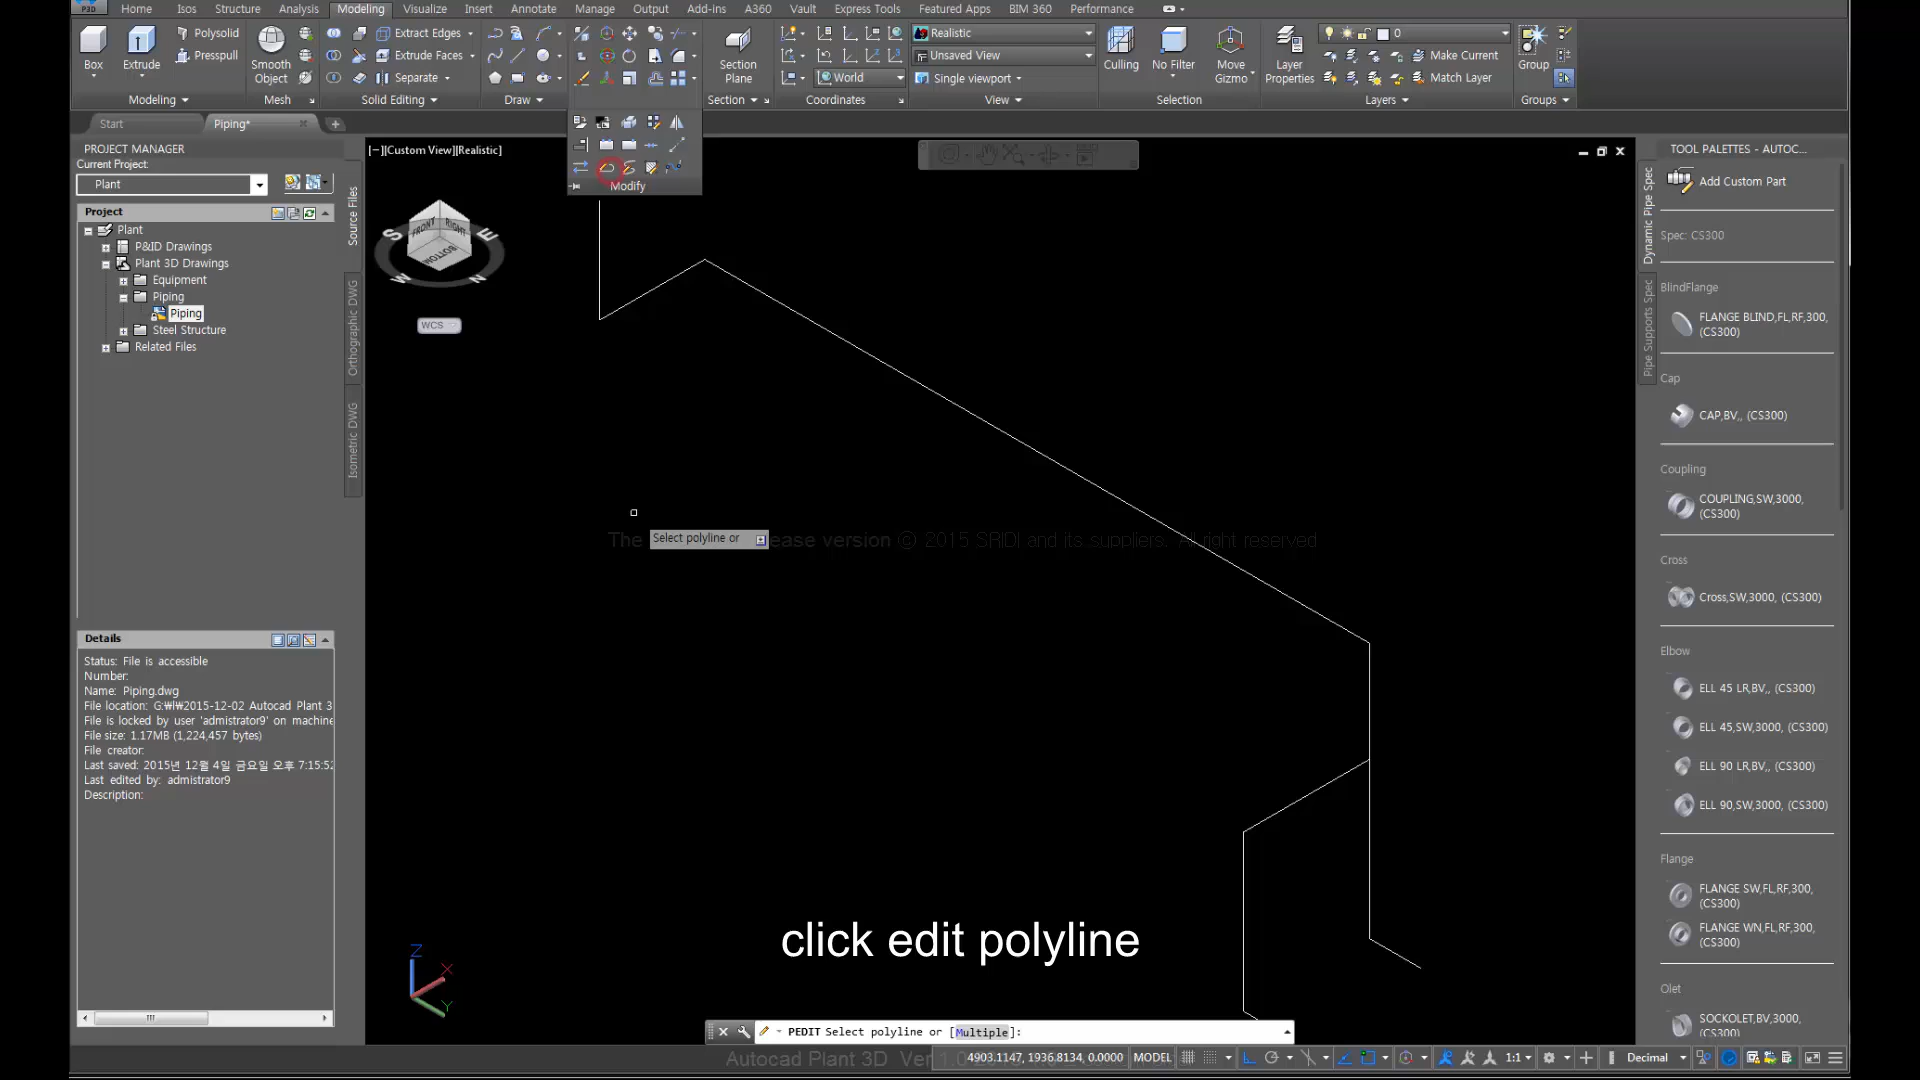 P3D
Home Isos Structure Analysis Modeling Visualize Insert Annotate Manage Output Add-ins A360 Vault Express Tools Featured Apps BIM 360 Performance
Box
Extrude
Polysolid
Presspull
Smooth
Object
Extract Edges
Extrude Faces
Separate
Section
Plane
World
Realistic
Unsaved View
Single viewport
Culling
No Filter
Move
Gizmo
Layer
Properties
0
Make Current
Match Layer
Group
Modeling Mesh Solid Editing Draw Section Coordinates View Selection Layers Groups
Start
Piping*
Modify
PROJECT MANAGER
Current Project:
Plant
Project
Plant
P&ID Drawings
Plant 3D Drawings
Equipment
Piping
Piping
Steel Structure
Related Files
Source Files
Orthographic DWG
Isometric DWG
Details
Status: File is accessible
Number:
Name: Piping.dwg
File location: G:₩l₩2015-12-02 Autocad Plant 3
File is locked by user 'admistrator9' on machine
File size: 1.17MB (1,224,457 bytes)
File creator:
Last saved: 2015년 12월 4일 금요일 오후 7:15:52
Last edited by: admistrator9
Description:
[−][Custom View][Realistic]
S E W N
FRONT RIGHT
BOTTOM
WCS
The
Select polyline or
ease version © 2015 SRIDI and its suppliers. All right reserved
Z
X
Y
click edit polyline
PEDIT Select polyline or [Multiple]:
Autocad Plant 3D Ver 1.0
4903.1147, 1936.8134, 0.0000 MODEL
1:1
Decimal
TOOL PALETTES - AUTOC...
Dynamic Pipe Spec
Pipe Supports Spec
Add Custom Part
Spec: CS300
BlindFlange
FLANGE BLIND,FL,RF,300,
(CS300)
Cap
CAP,BV,, (CS300)
Coupling
COUPLING,SW,3000,
(CS300)
Cross
Cross,SW,3000, (CS300)
Elbow
ELL 45 LR,BV,, (CS300)
ELL 45,SW,3000, (CS300)
ELL 90 LR,BV,, (CS300)
ELL 90,SW,3000, (CS300)
Flange
FLANGE SW,FL,RF,300,
(CS300)
FLANGE WN,FL,RF,300,
(CS300)
Olet
SOCKOLET,BV,3000,
(CS300)